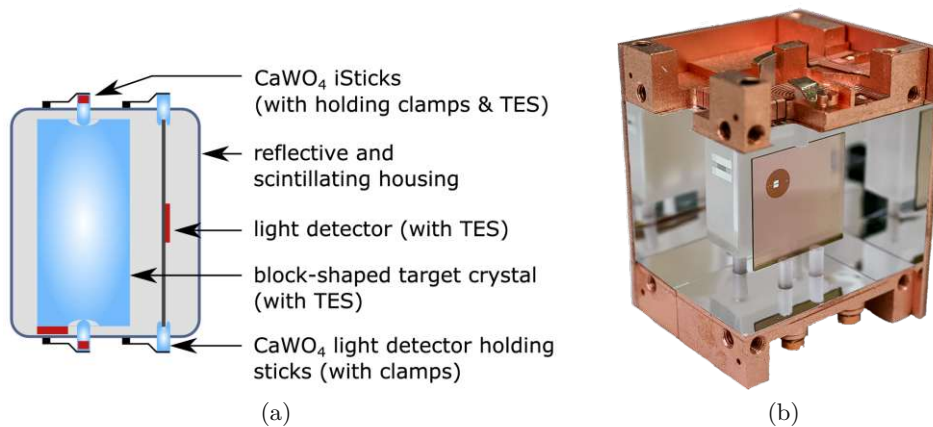 CaWO₄ iSticks
(with holding clamps & TES)
reflective and
scintillating housing
light detector (with TES)
block-shaped target crystal
(with TES)
CaWO₄ light detector holding
sticks (with clamps)
(a)
(b)